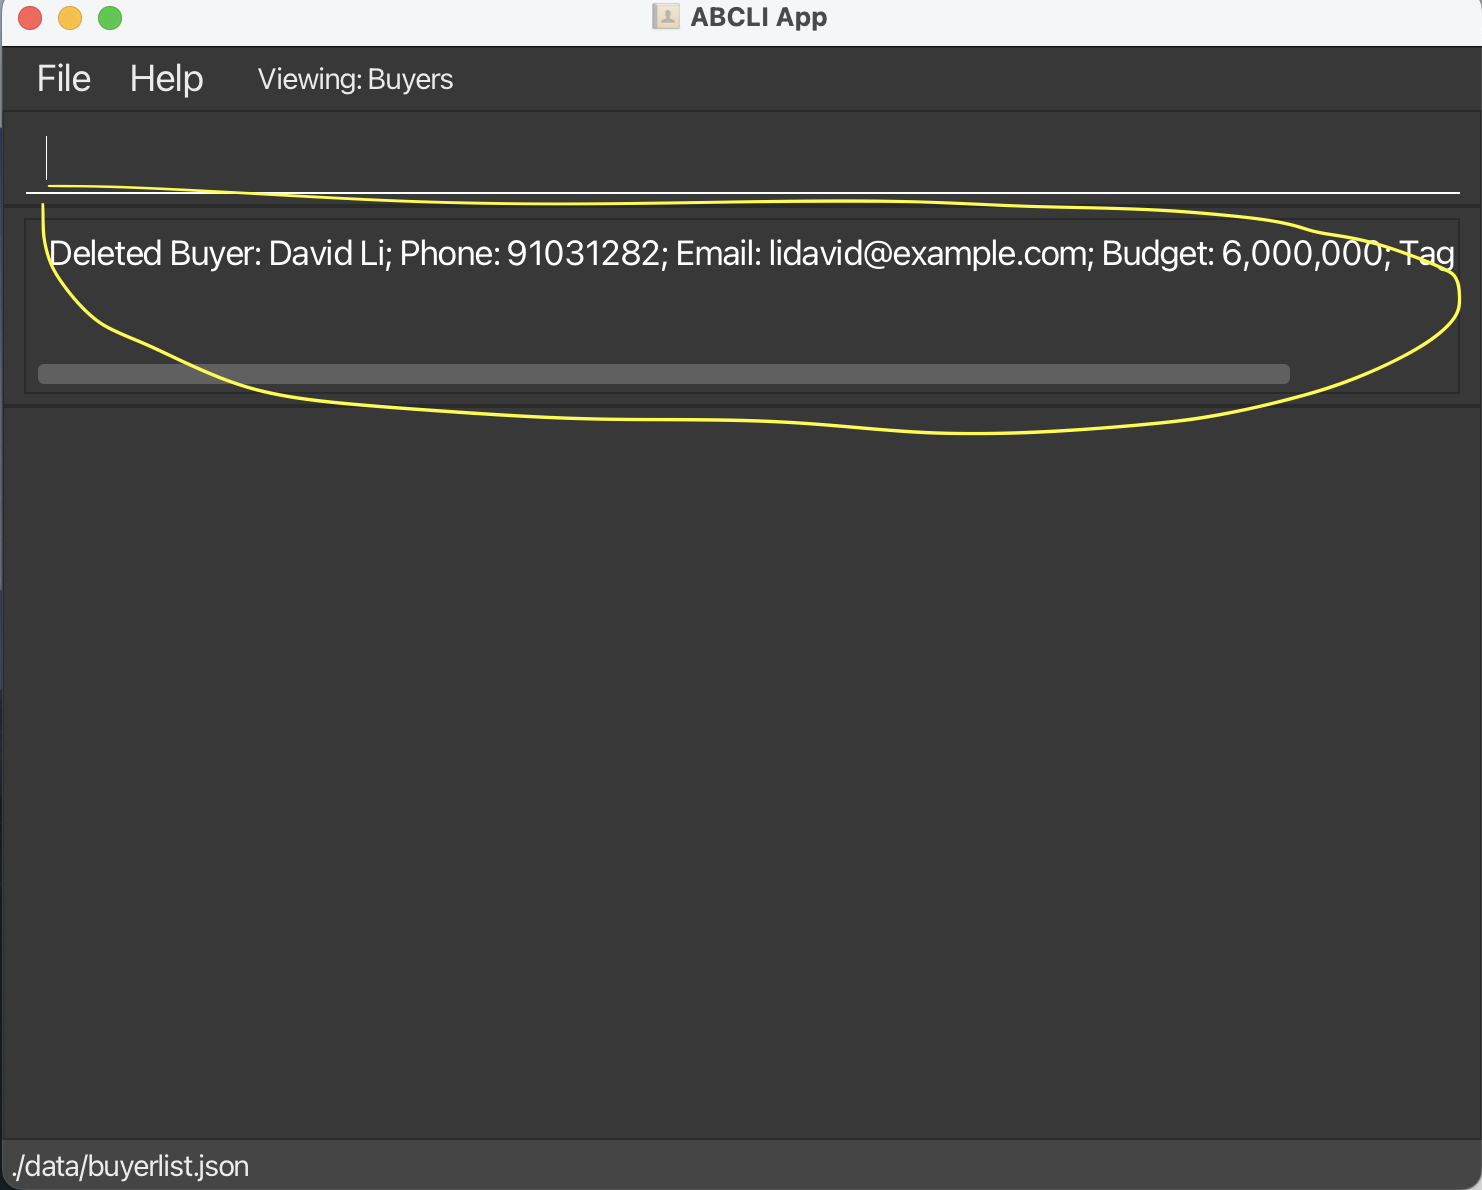 ABCLI App
File Help Viewing: Buyers
Deleted Buyer: David Li; Phone: 91031282; Email: lidavid@example.com; Budget: 6,000,000; Tag
./data/buyerlist.json